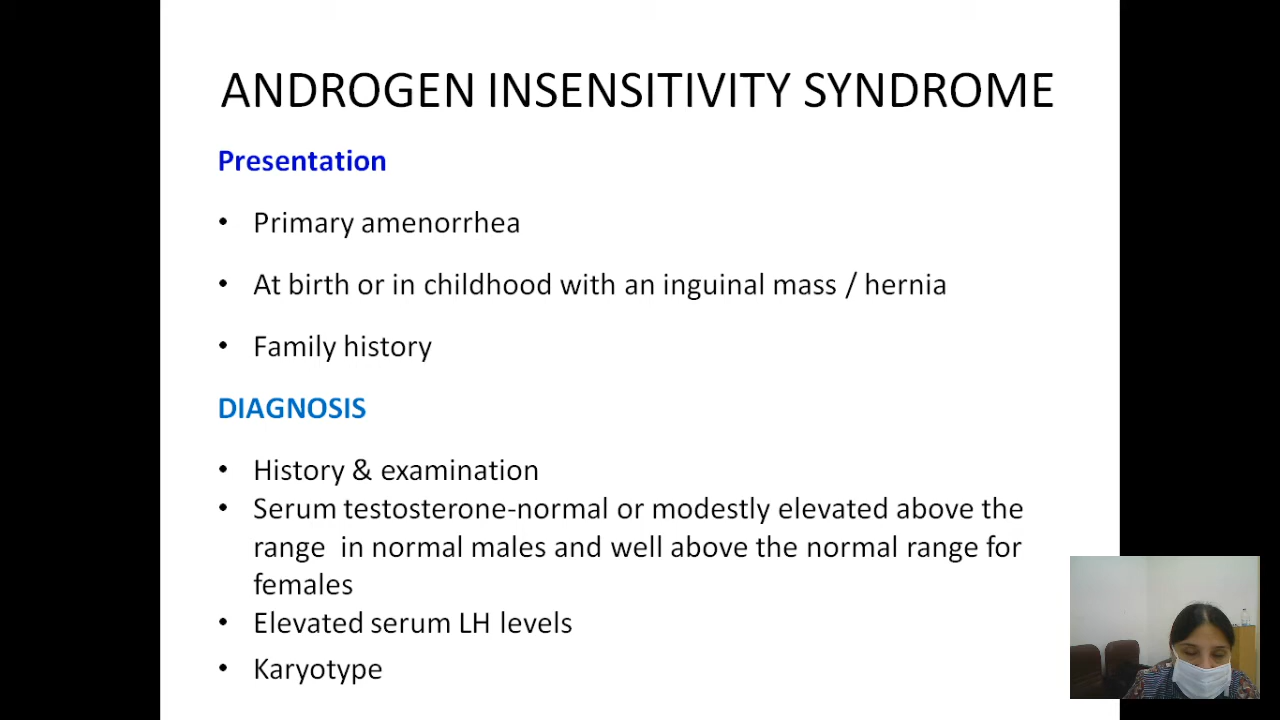 ANDROGEN INSENSITIVITY SYNDROME
Presentation
• Primary amenorrhea
• At birth or in childhood with an inguinal mass / hernia
• Family history
DIAGNOSIS
• History & examination
• Serum testosterone-normal or modestly elevated above the
range in normal males and well above the normal range for
females
• Elevated serum LH levels
• Karyotype